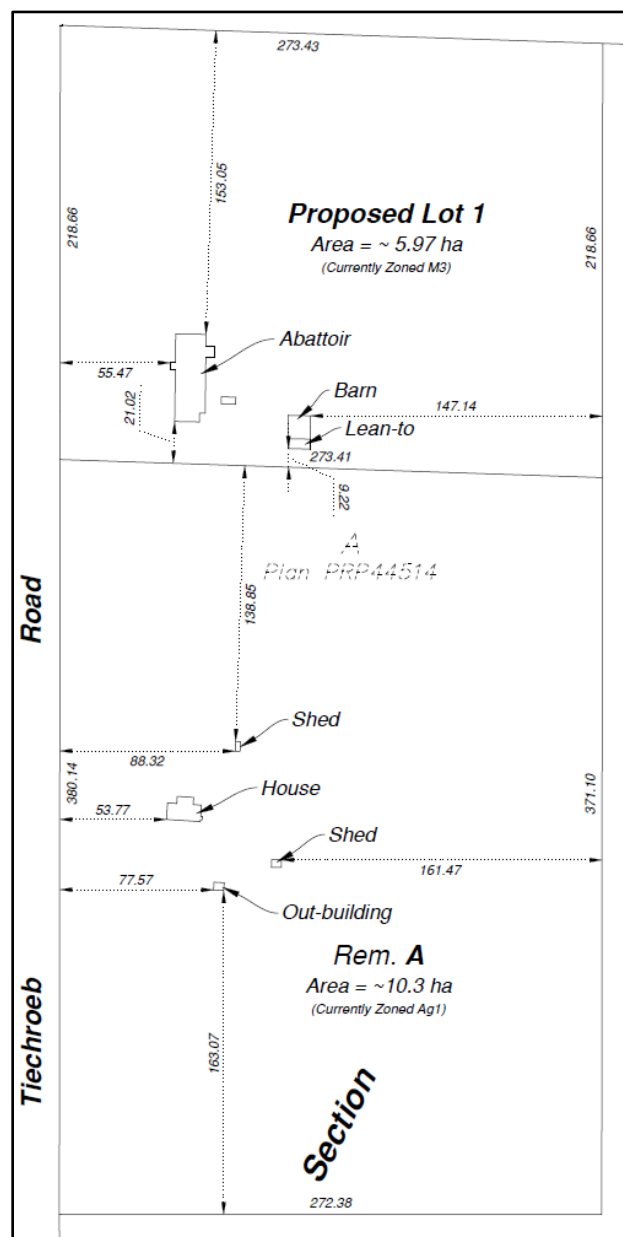 273.43
153.05
218.66
Proposed Lot 1
Area = ~ 5.97 ha
(Currently Zoned M3)
218.66
Abattoir
55.47
21.02
Barn
147.14
Lean-to
273.41
9.22
A
Plan PRP44514
138.85
Road
Shed
88.32
380.14
House
53.77
371.10
Shed
161.47
77.57
Out-building
Rem. A
Area = ~10.3 ha
(Currently Zoned Ag1)
163.07
Tiechroeb
Section
272.38